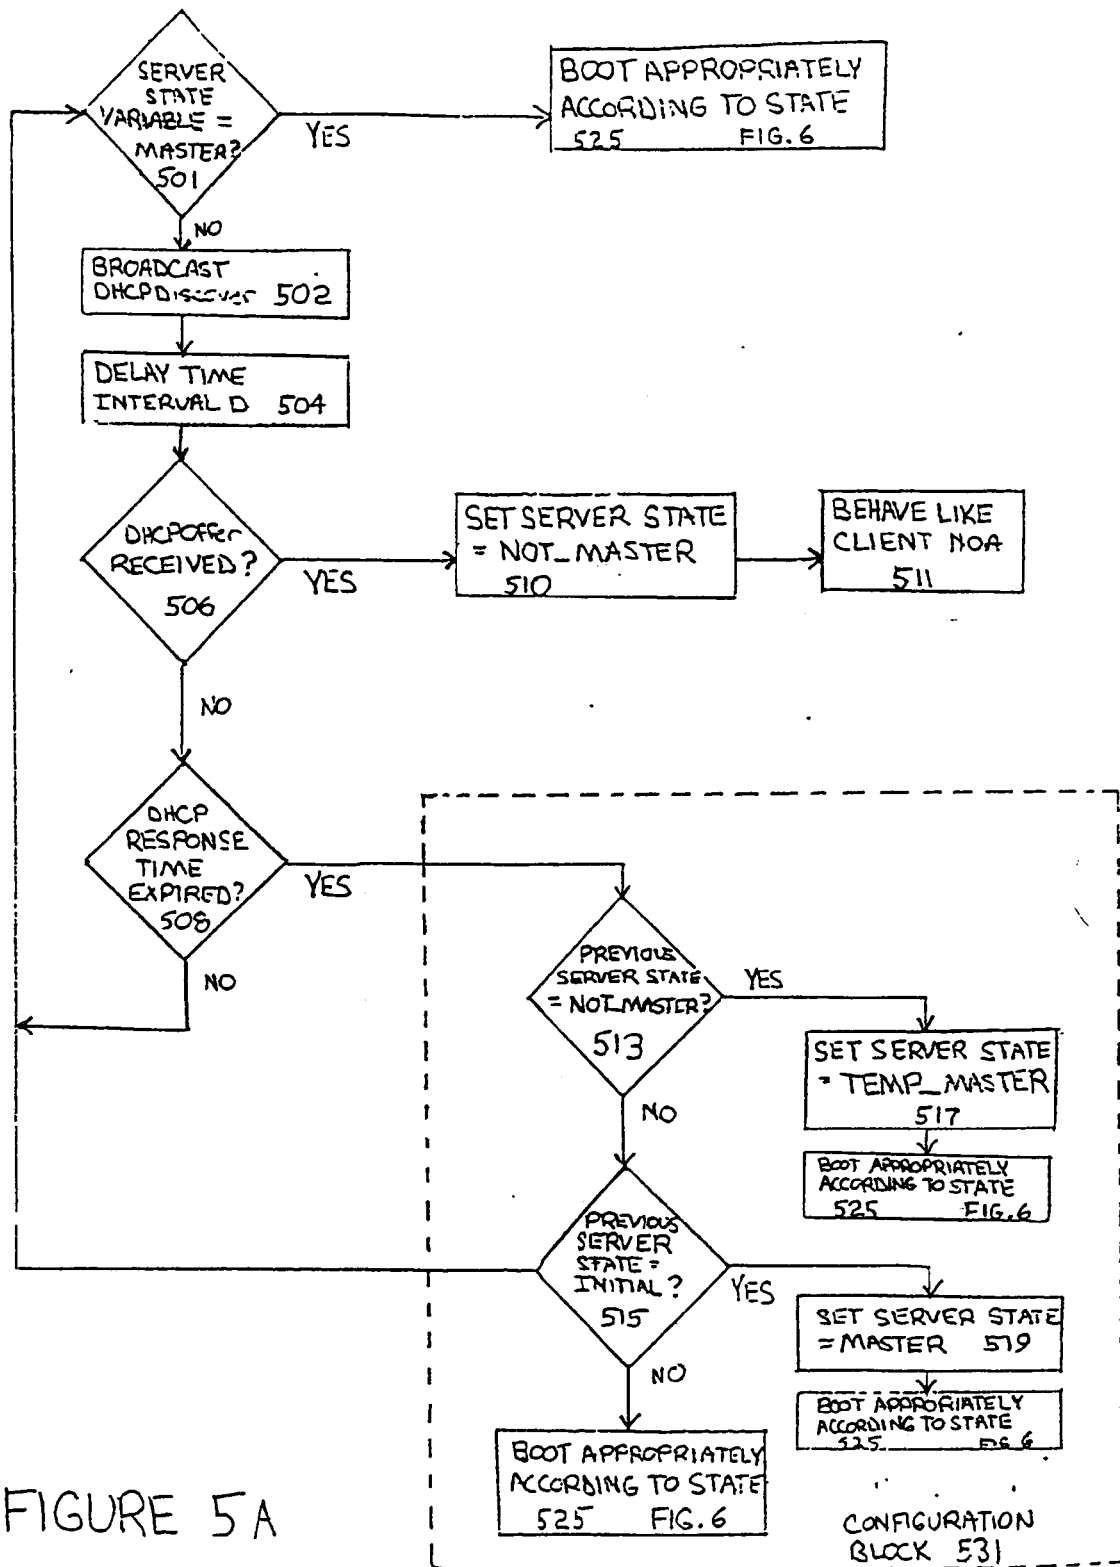 SERVER
STATE
VARIABLE =
MASTER?
501
YES
BOOT APPROPRIATELY
ACCORDING TO STATE
525 FIG. 6
NO
BROADCAST
DHCPDiscover 502
DELAY TIME
INTERVAL D 504
DHCPOffer
RECEIVED?
506
YES
SET SERVER STATE
= NOT_MASTER
510
BEHAVE LIKE
CLIENT NOA
511
NO
DHCP
RESPONSE
TIME
EXPIRED?
508
YES
NO
PREVIOUS
SERVER STATE
= NOT_MASTER?
513
YES
SET SERVER STATE
= TEMP_MASTER
517
BOOT APPROPRIATELY
ACCORDING TO STATE
525 FIG. 6
NO
PREVIOUS
SERVER
STATE =
INITIAL?
515
YES
SET SERVER STATE
= MASTER 519
BOOT APPROPRIATELY
ACCORDING TO STATE
525 FIG 6
NO
BOOT APPROPRIATELY
ACCORDING TO STATE
525 FIG. 6
CONFIGURATION
BLOCK 531
FIGURE 5A